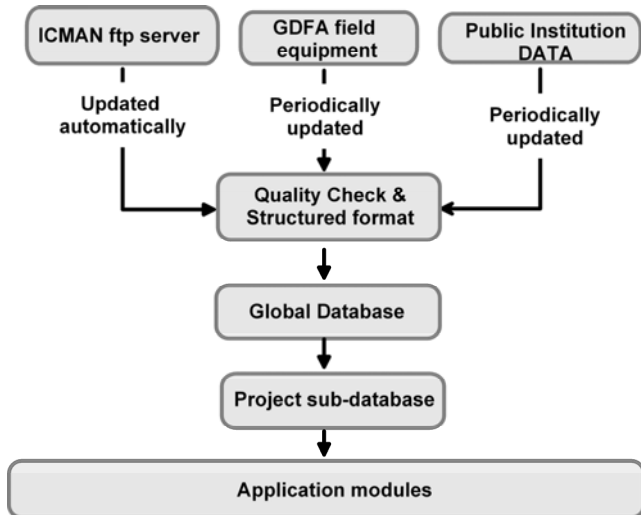 ICMAN ftp server
GDFA field
equipment
Public Institution
DATA
Updated
automatically
Periodically
updated
Periodically
updated
Quality Check &
Structured format
Global Database
Project sub-database
Application modules